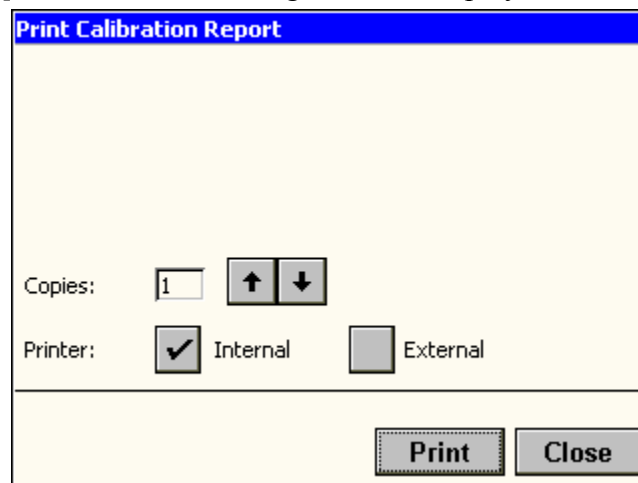 Print Calibration Report
Copies: 1
Printer: Internal External
Print Close